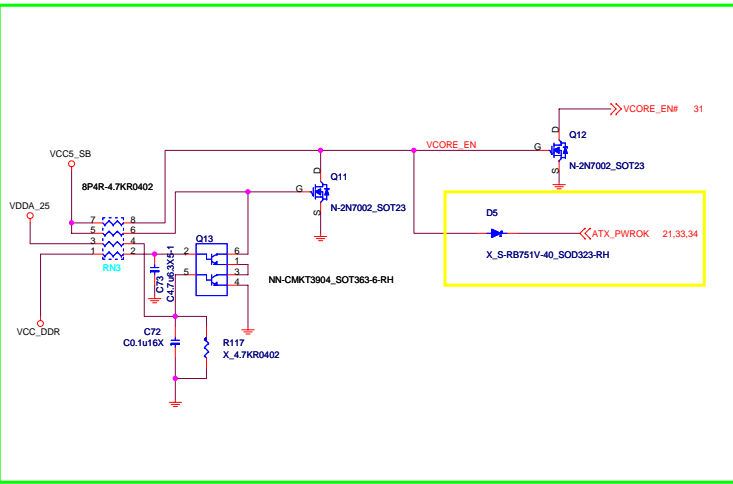 VCORE_EN# 31
D
Q12
VCORE_EN
G
N-2N7002_SOT23
S
VCC5_SB
8P4R-4.7KR0402
D
Q11
G
N-2N7002_SOT23
S
VDDA_25
7 8
5 6
3 4
1 2
RN3
D5
ATX_PWROK 21,33,34
X_S-RB751V-40_SOD323-RH
Q13
2 6
1
5 3
4
NN-CMKT3904_SOT363-6-RH
C73
C4.7u6.3X5-1
VCC_DDR
C72
C0.1u16X
R117
X_4.7KR0402